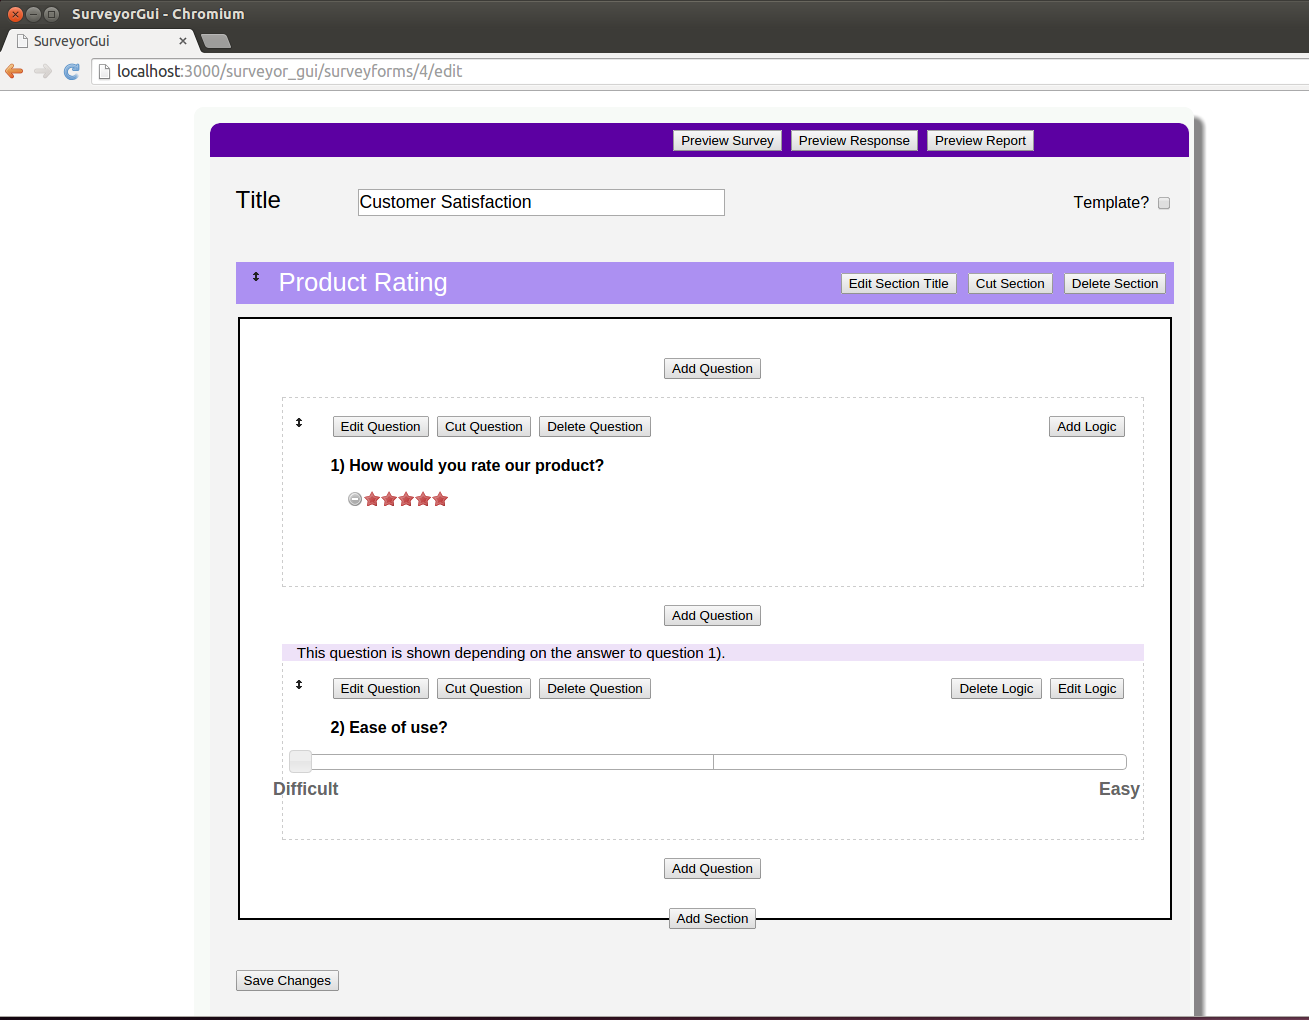 SurveyorGui - Chromium
SurveyorGui
localhost:3000/surveyor_gui/surveyforms/4/edit
Preview Survey Preview Response Preview Report
Title Customer Satisfaction Template?
Product Rating Edit Section Title Cut Section Delete Section
Add Question
Edit Question Cut Question Delete Question Add Logic
1) How would you rate our product?
Add Question
This question is shown depending on the answer to question 1).
Edit Question Cut Question Delete Question Delete Logic Edit Logic
2) Ease of use?
Difficult Easy
Add Question
Add Section
Save Changes